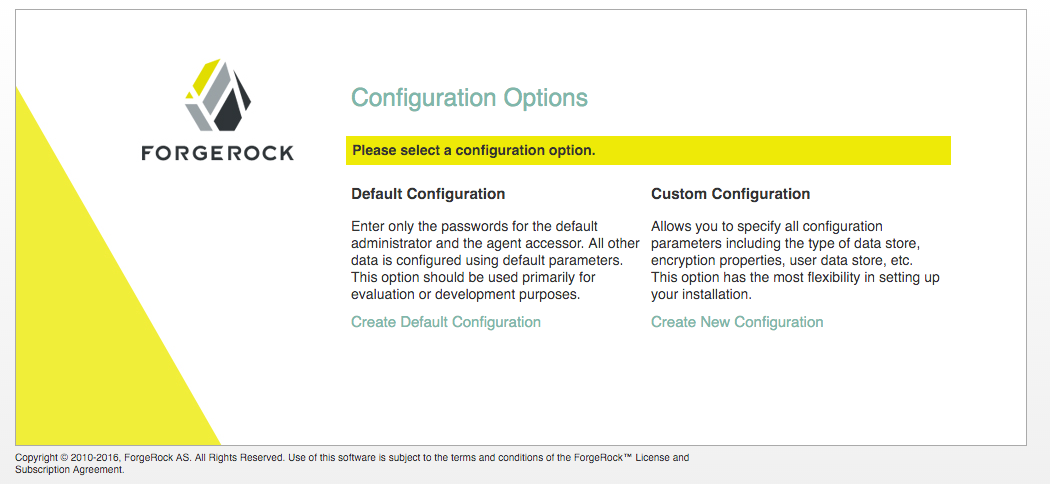 FORGEROCK
Configuration Options
Please select a configuration option.
Default Configuration
Enter only the passwords for the default
administrator and the agent accessor. All other
data is configured using default parameters.
This option should be used primarily for
evaluation or development purposes.
Create Default Configuration
Custom Configuration
Allows you to specify all configuration
parameters including the type of data store,
encryption properties, user data store, etc.
This option has the most flexibility in setting up
your installation.
Create New Configuration
Copyright © 2010-2016, ForgeRock AS. All Rights Reserved. Use of this software is subject to the terms and conditions of the ForgeRock™ License and
Subscription Agreement.